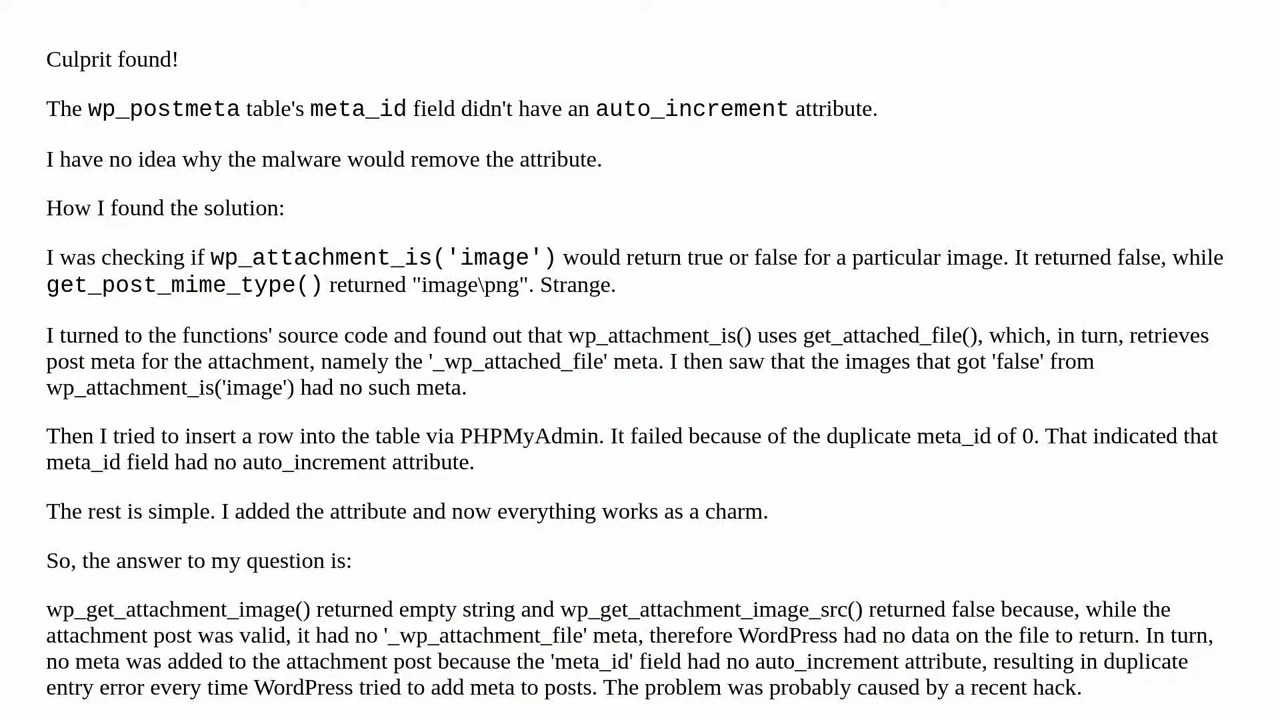 Culprit found!
The wp_postmeta table's meta_id field didn't have an auto_increment attribute.
I have no idea why the malware would remove the attribute.
How I found the solution:
I was checking if wp_attachment_is('image') would return true or false for a particular image. It returned false, while
get_post_mime_type() returned "image\png". Strange.
I turned to the functions' source code and found out that wp_attachment_is() uses get_attached_file(), which, in turn, retrieves
post meta for the attachment, namely the '_wp_attached_file' meta. I then saw that the images that got 'false' from
wp_attachment_is('image') had no such meta.
Then I tried to insert a row into the table via PHPMyAdmin. It failed because of the duplicate meta_id of 0. That indicated that
meta_id field had no auto_increment attribute.
The rest is simple. I added the attribute and now everything works as a charm.
So, the answer to my question is:
wp_get_attachment_image() returned empty string and wp_get_attachment_image_src() returned false because, while the
attachment post was valid, it had no '_wp_attachment_file' meta, therefore WordPress had no data on the file to return. In turn,
no meta was added to the attachment post because the 'meta_id' field had no auto_increment attribute, resulting in duplicate
entry error every time WordPress tried to add meta to posts. The problem was probably caused by a recent hack.